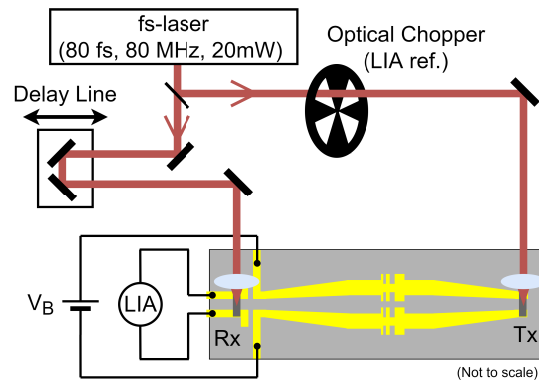 fs-laser
(80 fs, 80 MHz, 20mW)
Optical Chopper
(LIA ref.)
Delay Line
V_B
LIA
Rx
Tx
(Not to scale)